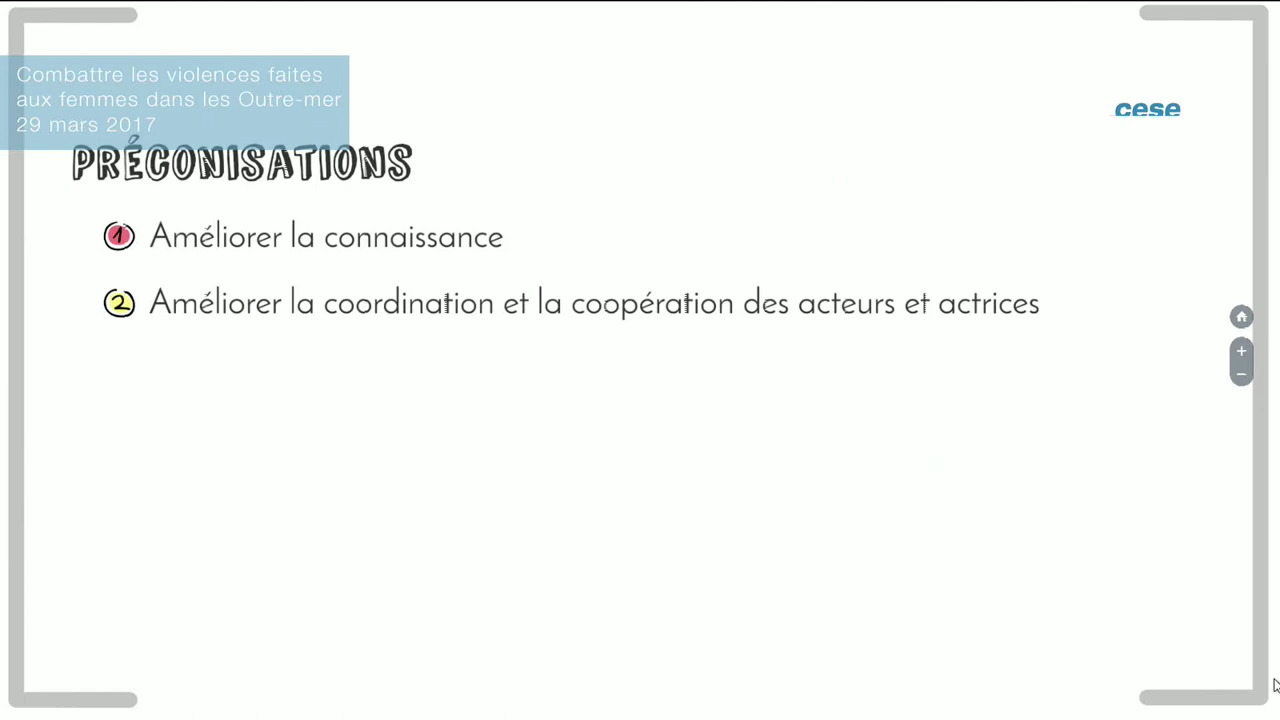 Combattre les violences faites
aux femmes dans les Outre-mer
29 mars 2017
cese
PRÉCONISATIONS
1 Améliorer la connaissance
2 Améliorer la coordination et la coopération des acteurs et actrices